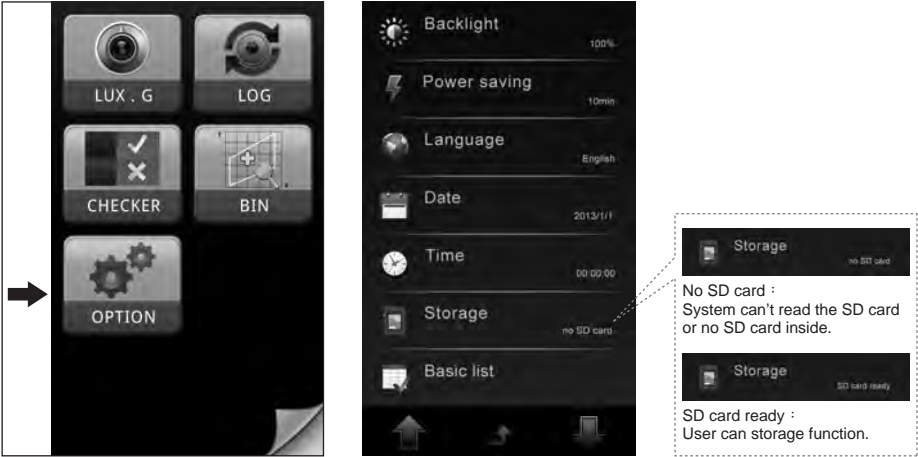 LUX . G
LOG
CHECKER
BIN
OPTION
Backlight
100%
Power saving
10min
Language
English
Date
2013/1/1
Time
00:00:00
Storage
no SD card
Basic list
Storage
no SD card
No SD card：
System can't read the SD card
or no SD card inside.
Storage
SD card ready
SD card ready：
User can storage function.